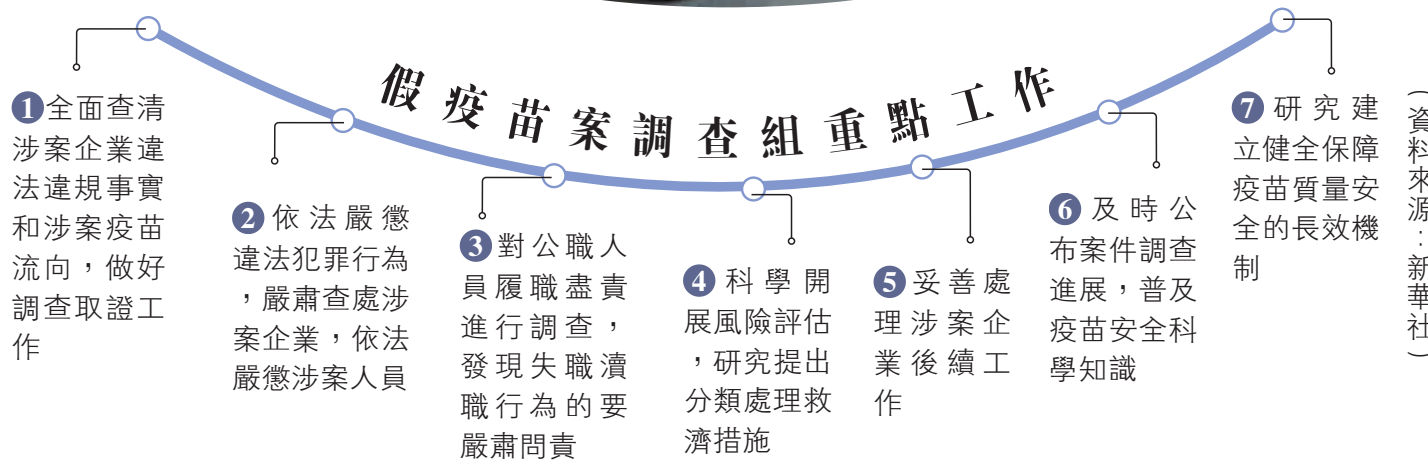 假疫苗案調查組重點工作
1 全面查清
涉案企業違
法違規事實
和涉案疫苗
流向，做好
調查取證工
作
2 依法嚴懲
違法犯罪行為
，嚴肅查處涉
案企業，依法
嚴懲涉案人員
3 對公職人
員履職盡責
進行調查，
發現失職瀆
職行為的要
嚴肅問責
4 科學開
展風險評估
，研究提出
分類處理救
濟措施
5 妥善處
理涉案企
業後續工
作
6 及時公
布案件調查
進展，普及
疫苗安全科
學知識
7 研究建
立健全保障
疫苗質量安
全的長效機
制
（資料來源：新華社）